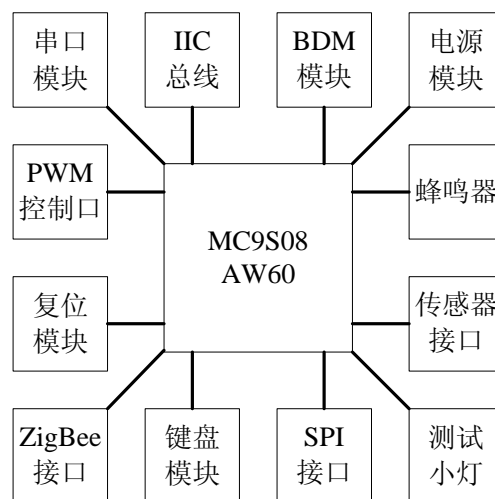 串口
模块
IIC
总线
BDM
模块
电源
模块
PWM
控制口
MC9S08
AW60
蜂鸣器
复位
模块
传感器
接口
ZigBee
接口
键盘
模块
SPI
接口
测试
小灯